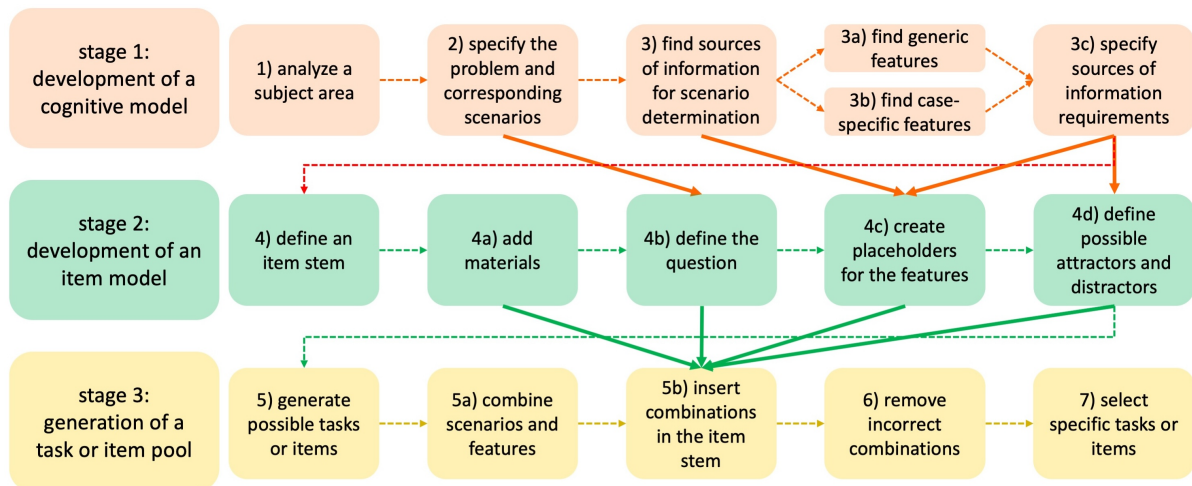 stage 1:
development of a
cognitive model
1) analyze a
subject area
2) specify the
problem and
corresponding
scenarios
3) find sources
of information
for scenario
determination
3a) find generic
features
3b) find case-
specific features
3c) specify
sources of
information
requirements
stage 2:
development of an
item model
4) define an
item stem
4a) add
materials
4b) define the
question
4c) create
placeholders
for the features
4d) define
possible
attractors and
distractors
stage 3:
generation of a
task or item pool
5) generate
possible tasks
or items
5a) combine
scenarios and
features
5b) insert
combinations
in the item
stem
6) remove
incorrect
combinations
7) select
specific tasks or
items